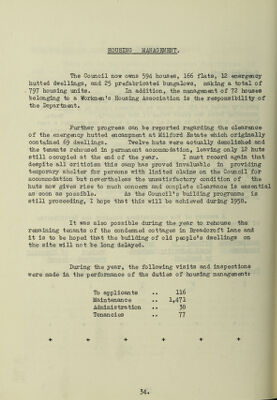 HOUSING MANAGEMENT.
The Council now owns 594 houses, 166 flats, 12 emergency
hutted dwellings, and 25 prefabricated bungalows, making a total of
797 housing units. In addition, the management of 72 houses
belonging to a Workmen's Housing Association is the responsibility of
the Department.
Further progress can be reported regarding the clearance
of the emergency hutted encampment at Milford Estate which originally
contained 69 dwellings. Twelve huts were actually demolished and
the tenants rehoused in permanent accommodation, leaving only 12 huts
still occupied at the end of the year. I must record again that
despite all criticism this camp has proved invaluable in providing
temporary shelter for persons with limited claims on the Council for
accommodation but nevertheless the unsatisfactory condition of the
huts now gives rise to much concern and complete clearance is essential
as soon as possible. As the Council's building programme is
still proceeding, I hope that this will be achieved during 1958.
It was also possible during the year to rehouse the
remaining tenants of the condemned cottages in Breadcroft Lane and
it is to be hoped that the building of old people's dwellings on
the site will not be long delayed.
During the year, the following visits and inspections
were made in the performance of the duties of housing management:
To applicants .. 116
Maintenance .. 1,471
Administration .. 30
Tenancies .. 77
+ + + + + +
34.